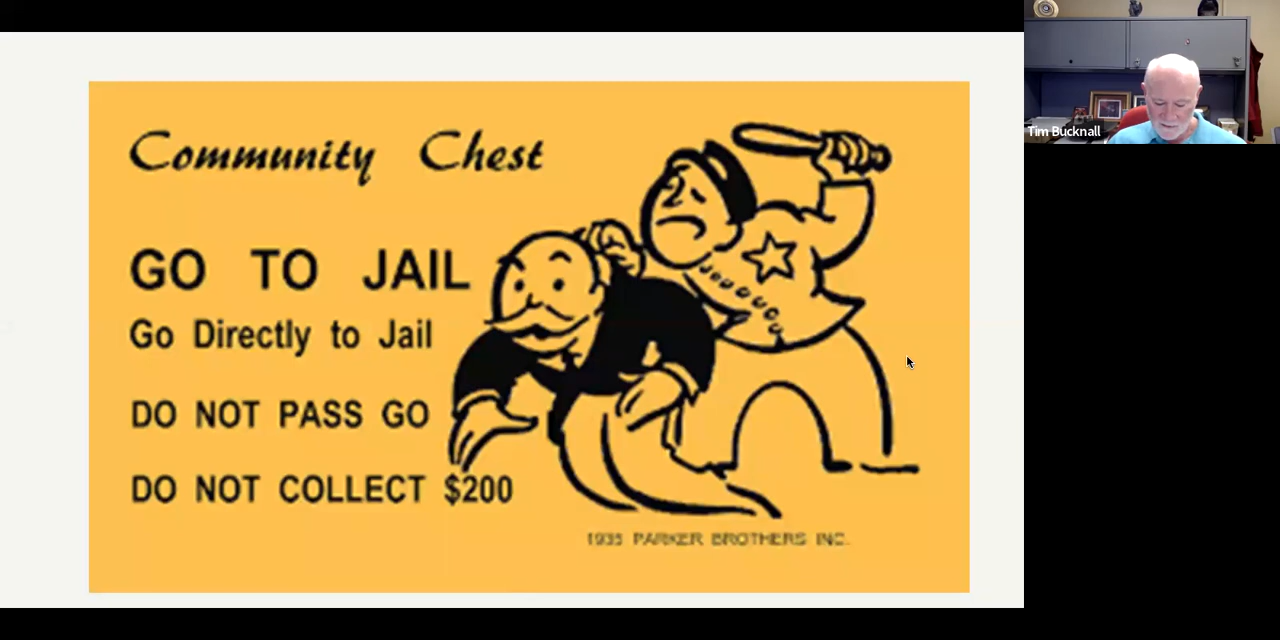 Community Chest
GO TO JAIL
Go Directly to Jail
DO NOT PASS GO
DO NOT COLLECT $200
1935 PARKER BROTHERS INC.
Tim Bucknall